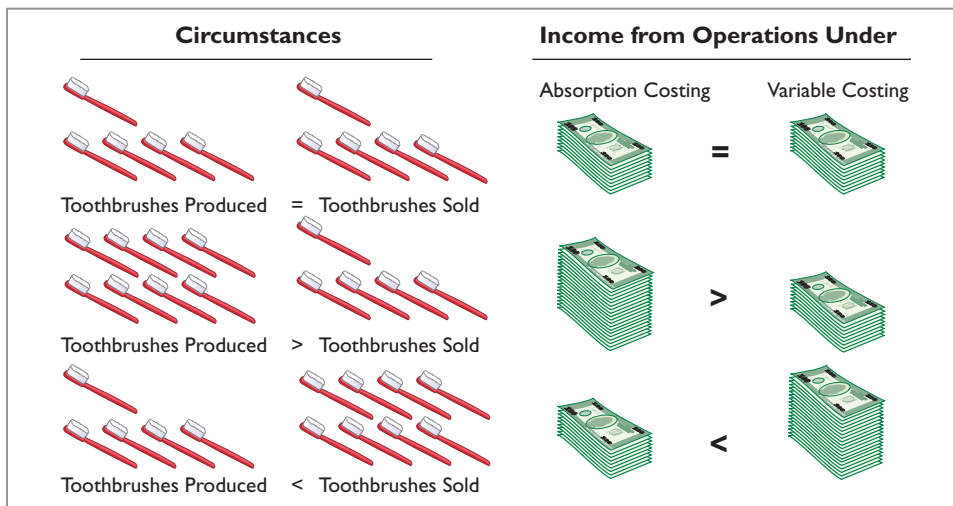 Circumstances
Income from Operations Under
Absorption Costing
Variable Costing
=
Toothbrushes Produced = Toothbrushes Sold
>
Toothbrushes Produced > Toothbrushes Sold
<
Toothbrushes Produced < Toothbrushes Sold